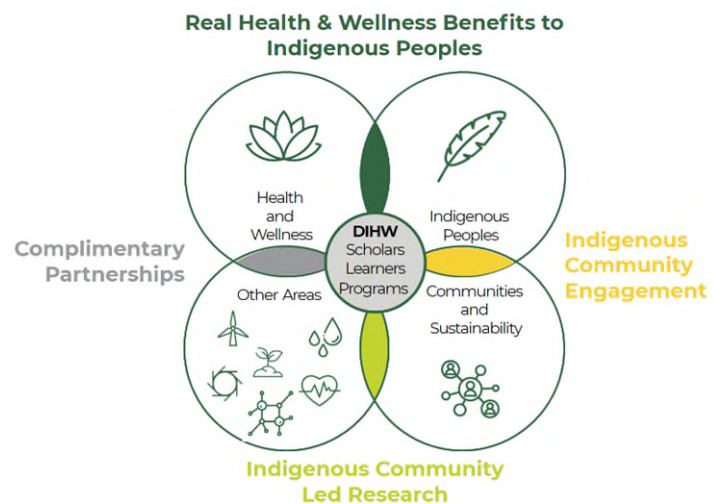 Real Health & Wellness Benefits to
Indigenous Peoples
Health
and
Wellness
Indigenous
Peoples
DIHW
Scholars
Learners
Programs
Complimentary
Partnerships
Indigenous
Community
Engagement
Other Areas
Communities
and
Sustainability
Indigenous Community
Led Research